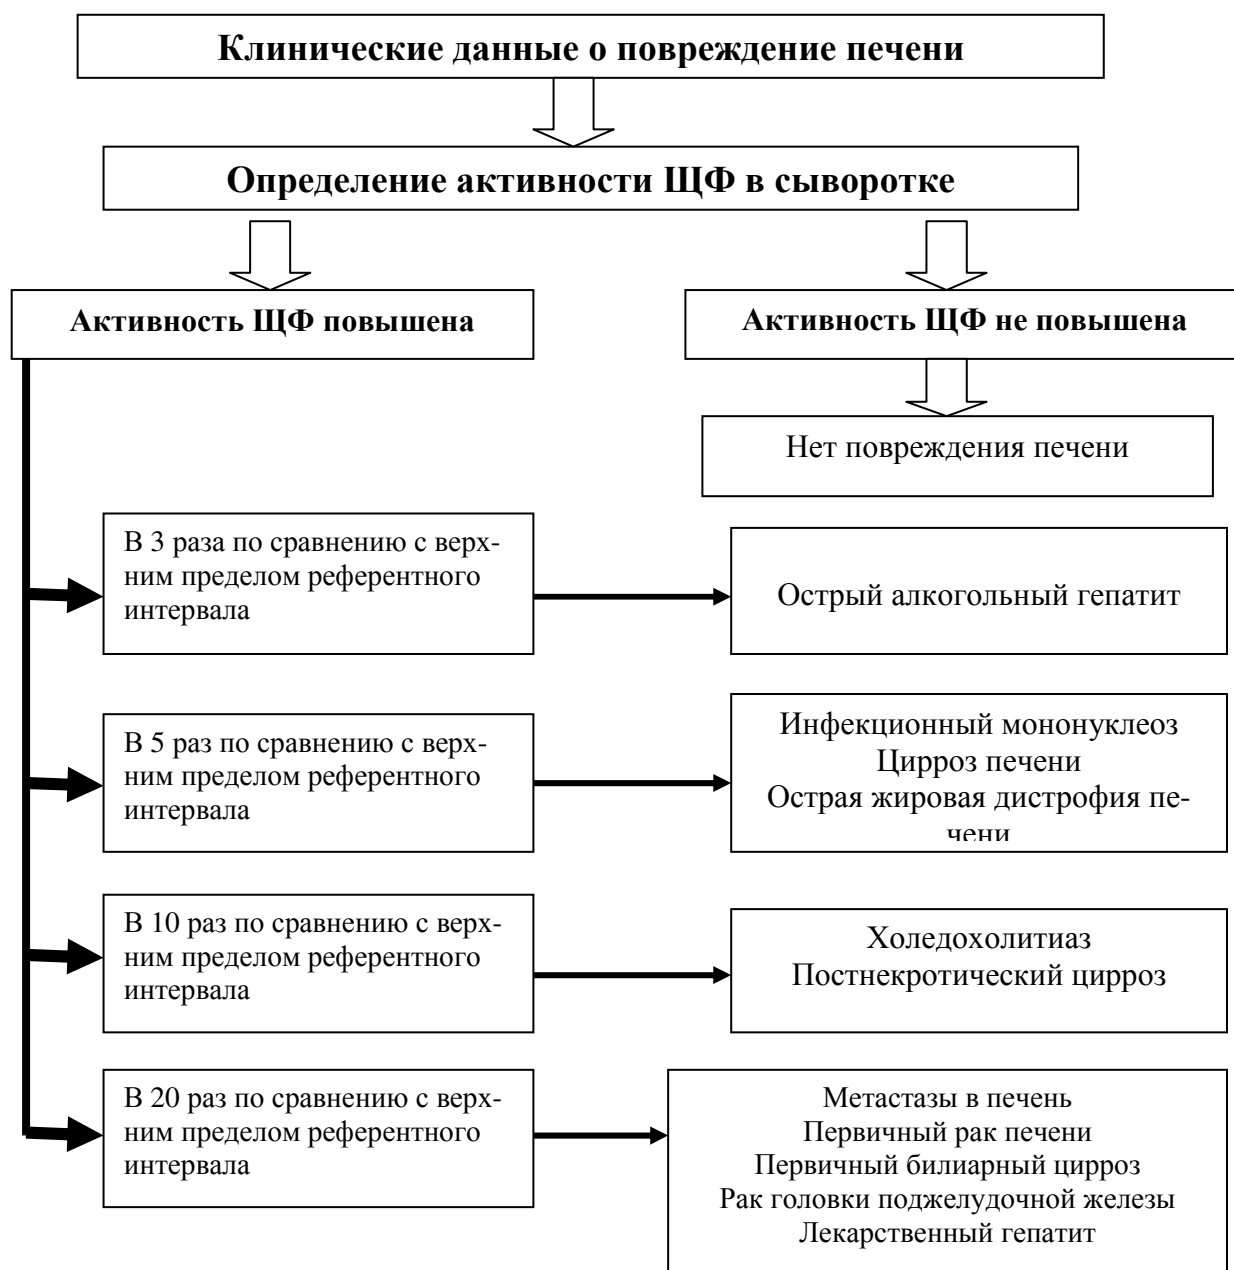 Клинические данные о повреждение печени
Определение активности ЩФ в сыворотке
Активность ЩФ повышена
Активность ЩФ не повышена
Нет повреждения печени
В 3 раза по сравнению с верх-
ним пределом референтного
интервала
Острый алкогольный гепатит
В 5 раз по сравнению с верх-
ним пределом референтного
интервала
Инфекционный мононуклеоз
Цирроз печени
Острая жировая дистрофия пе-
чени
В 10 раз по сравнению с верх-
ним пределом референтного
интервала
Холедохолитиаз
Постнекротический цирроз
В 20 раз по сравнению с верх-
ним пределом референтного
интервала
Метастазы в печень
Первичный рак печени
Первичный билиарный цирроз
Рак головки поджелудочной железы
Лекарственный гепатит